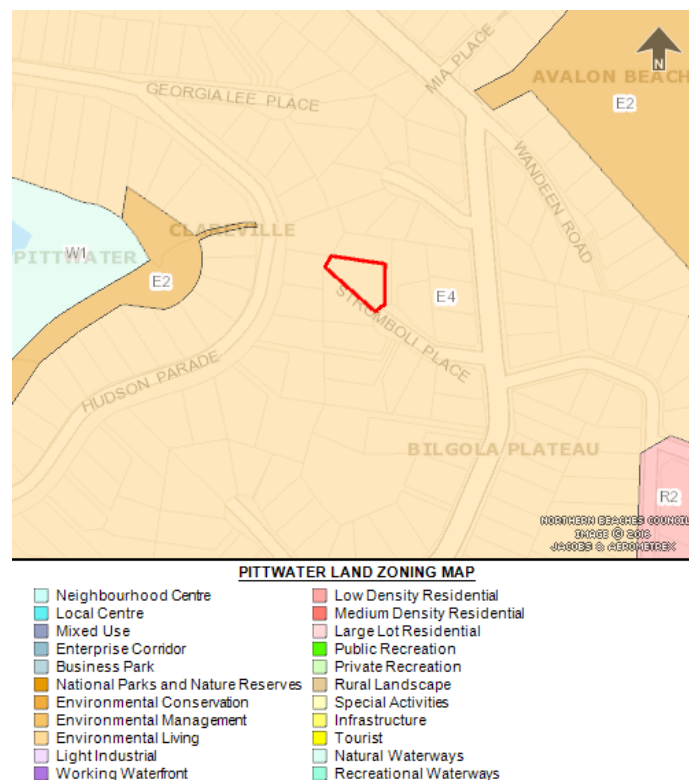 MIA PLACE
N
AVALON BEACH
E2
GEORGIA LEE PLACE
WANDEEN ROAD
CLAREVILLE
W1
PITTWATER
E2
STROMBOLI PLACE
E4
HUDSON PARADE
BILGOLA PLATEAU
R2
NORTHERN BEACHES COUNCIL
IMAGE © 2016
JACOBS & AEROMETREX
PITTWATER LAND ZONING MAP
Neighbourhood Centre
Local Centre
Mixed Use
Enterprise Corridor
Business Park
National Parks and Nature Reserves
Environmental Conservation
Environmental Management
Environmental Living
Light Industrial
Working Waterfront
Low Density Residential
Medium Density Residential
Large Lot Residential
Public Recreation
Private Recreation
Rural Landscape
Special Activities
Infrastructure
Tourist
Natural Waterways
Recreational Waterways